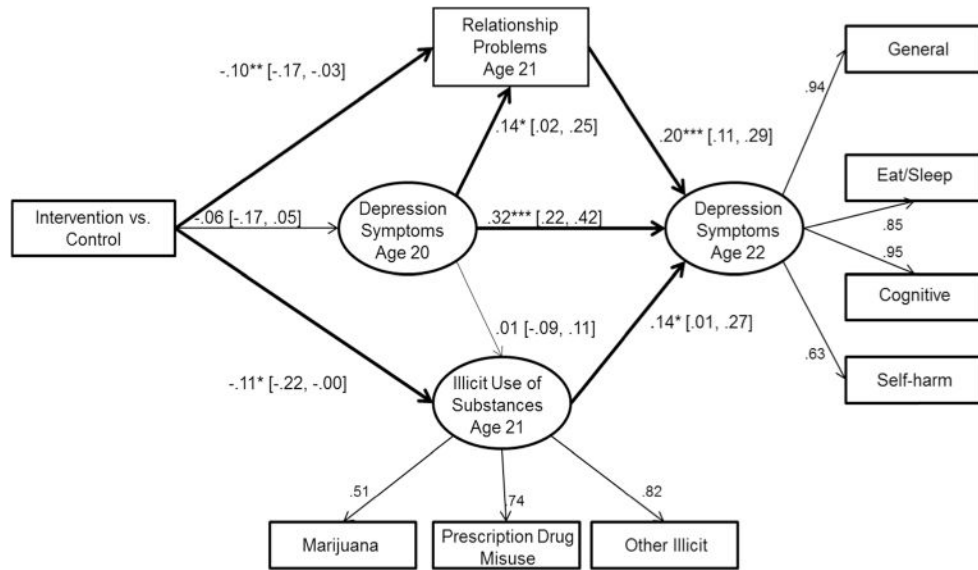 Relationship
Problems
Age 21
General
-.10** [-.17, -.03]
.94
.14* [.02, .25]
.20*** [.11, .29]
Eat/Sleep
Intervention vs.
Control
-.06 [-.17, .05]
Depression
Symptoms
Age 20
.32*** [.22, .42]
Depression
Symptoms
Age 22
.85
.95
Cognitive
.01 [-.09, .11]
.14* [.01, .27]
.63
-.11* [-.22, -.00]
Illicit Use of
Substances
Age 21
Self-harm
.51
.74
.82
Marijuana
Prescription Drug
Misuse
Other Illicit